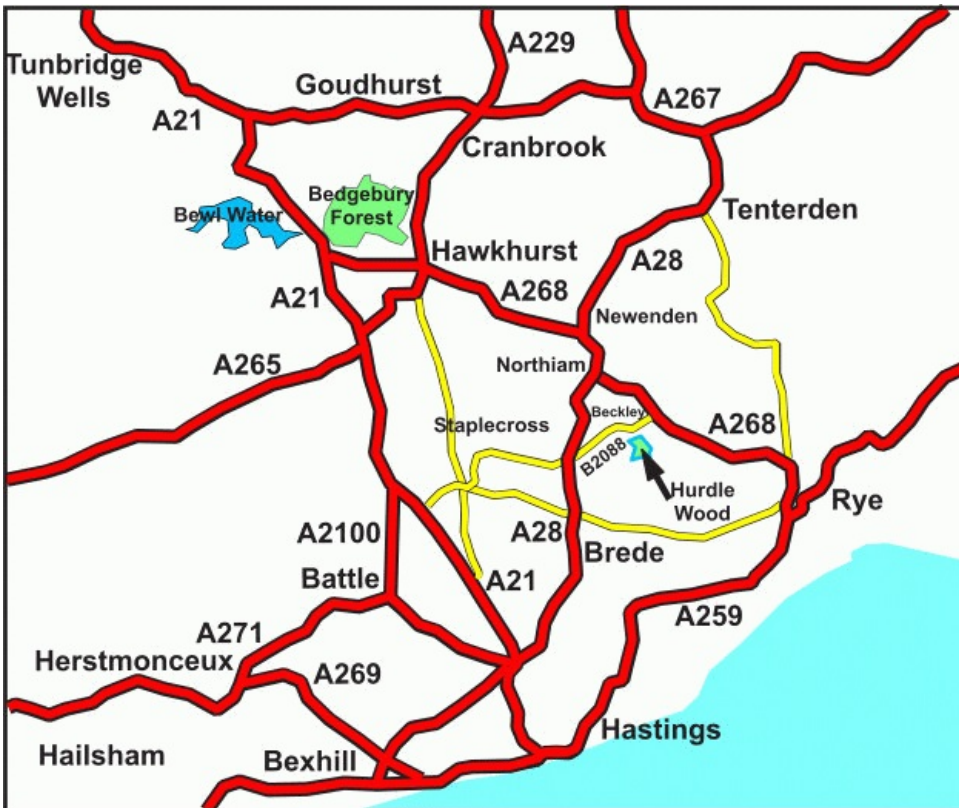 A229
Tunbridge
Wells
Goudhurst
A267
A21
Cranbrook
Bedgebury
Forest
Bewl Water
Tenterden
Hawkhurst
A28
A21
A268
Newenden
Northiam
A265
Beckley
Staplecross
A268
B2088
Hurdle
Wood
Rye
A2100
A28
Brede
Battle
A21
A259
A271
Herstmonceux
A269
Hastings
Hailsham
Bexhill